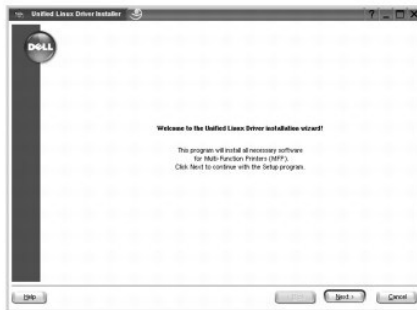 Unified Linux Driver Installer
DELL
Welcome to the Unified Linux Driver installation wizard!
This program will install all necessary software
for Multi-Function Printers (MFP).
Click Next to continue with the Setup program.
Help
Next >
Cancel